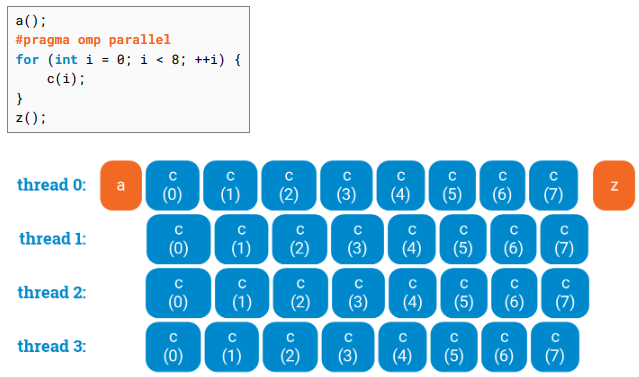 a();
#pragma omp parallel
for (int i = 0; i < 8; ++i) {
    c(i);
}
z();
thread 0: a c (0) c (1) c (2) c (3) c (4) c (5) c (6) c (7) z
thread 1: c (0) c (1) c (2) c (3) c (4) c (5) c (6) c (7)
thread 2: c (0) c (1) c (2) c (3) c (4) c (5) c (6) c (7)
thread 3: c (0) c (1) c (2) c (3) c (4) c (5) c (6) c (7)